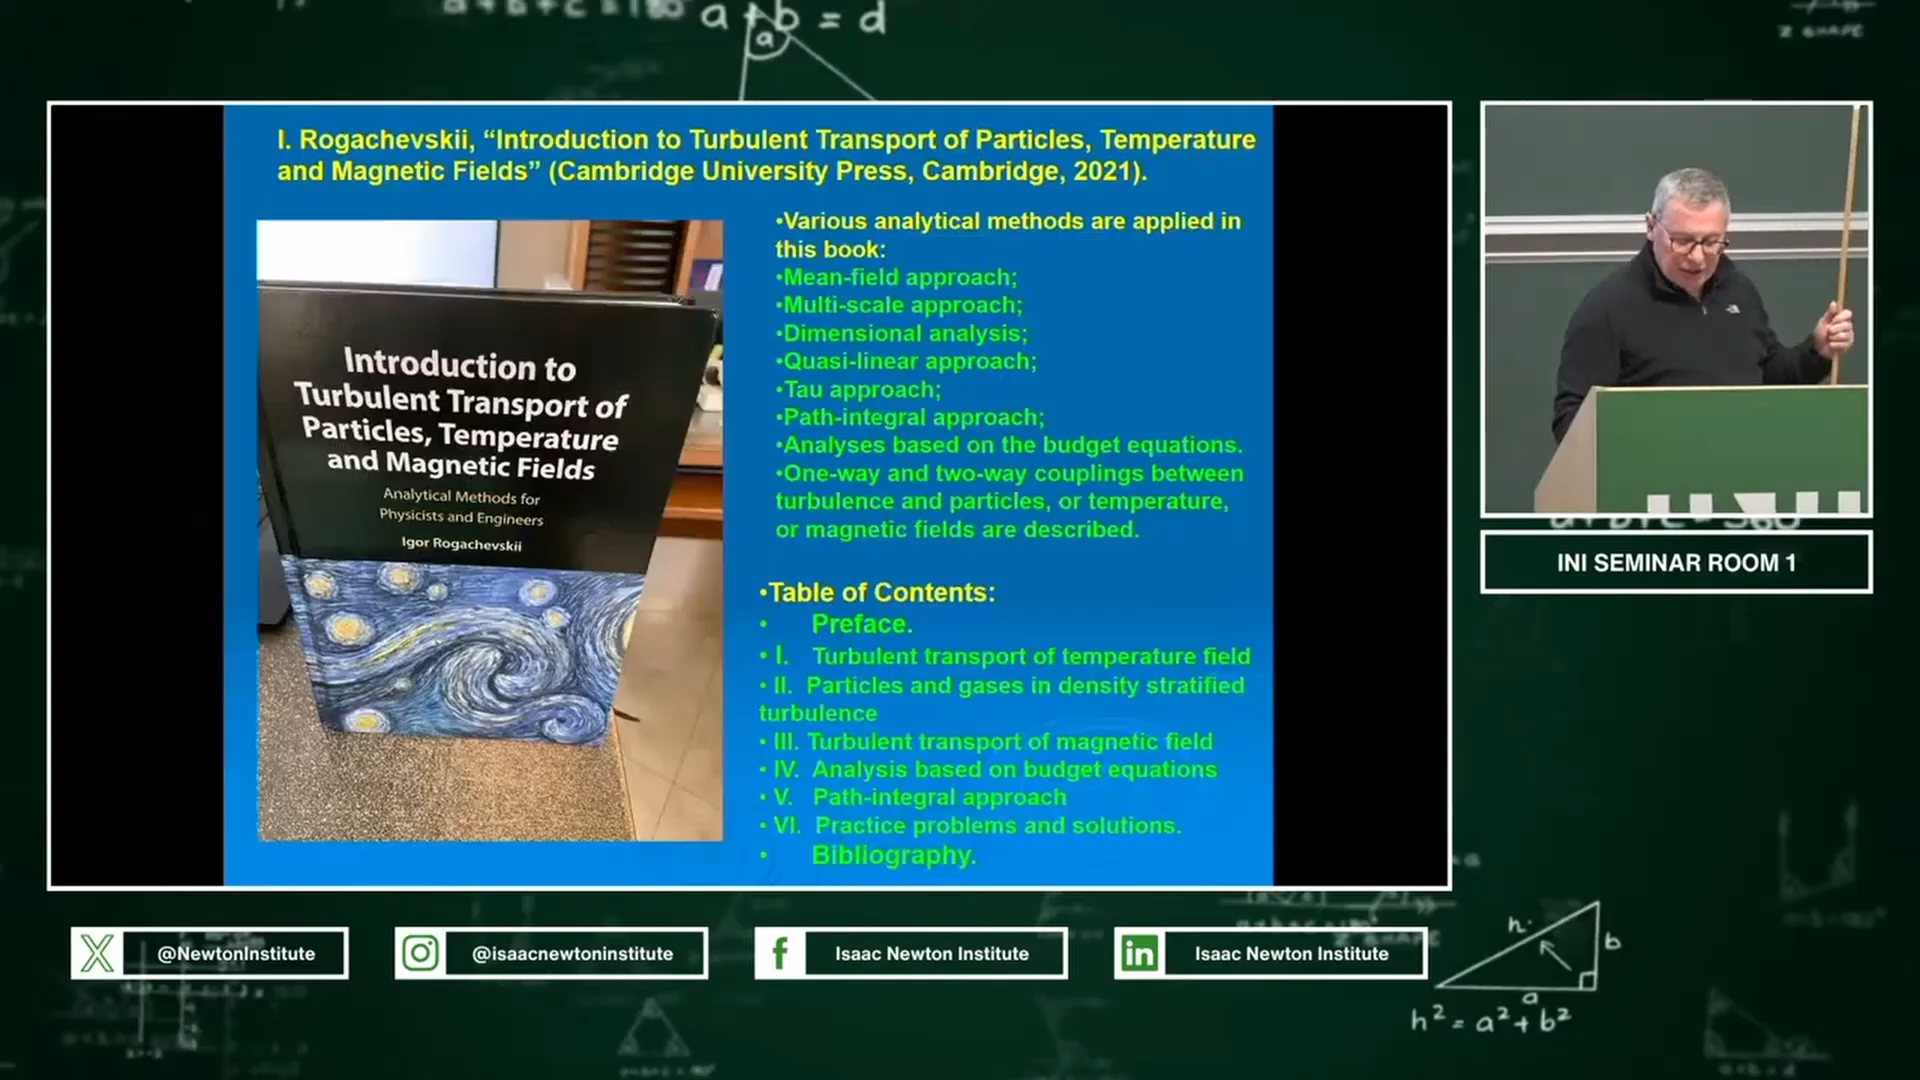 a+b+c=180°
a+b = d
a
I. Rogachevskii, “Introduction to Turbulent Transport of Particles, Temperature
and Magnetic Fields” (Cambridge University Press, Cambridge, 2021).
Introduction to
Turbulent Transport of
Particles, Temperature
and Magnetic Fields
Analytical Methods for
Physicists and Engineers
Igor Rogachevskii
•Various analytical methods are applied in
this book:
•Mean-field approach;
•Multi-scale approach;
•Dimensional analysis;
•Quasi-linear approach;
•Tau approach;
•Path-integral approach;
•Analyses based on the budget equations.
•One-way and two-way couplings between
turbulence and particles, or temperature,
or magnetic fields are described.
•Table of Contents:
• Preface.
• I. Turbulent transport of temperature field
• II. Particles and gases in density stratified
turbulence
• III. Turbulent transport of magnetic field
• IV. Analysis based on budget equations
• V. Path-integral approach
• VI. Practice problems and solutions.
• Bibliography.
INI SEMINAR ROOM 1
@NewtonInstitute
@isaacnewtoninstitute
f
Isaac Newton Institute
in
Isaac Newton Institute
h
b
a
h² = a² + b²